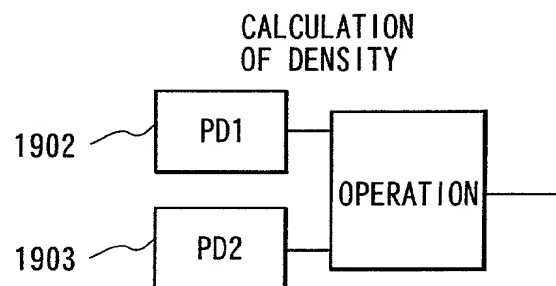 CALCULATION
OF DENSITY
1902
PD1
OPERATION
1903
PD2